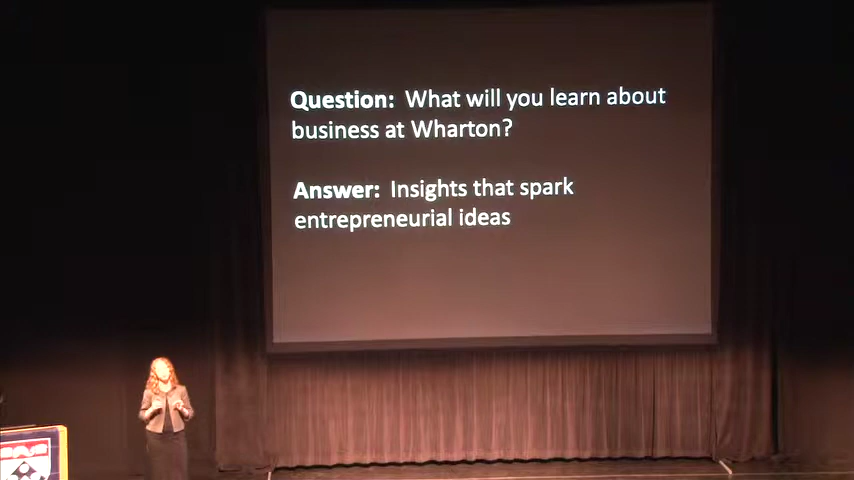 Question: What will you learn about
business at Wharton?
Answer: Insights that spark
entrepreneurial ideas